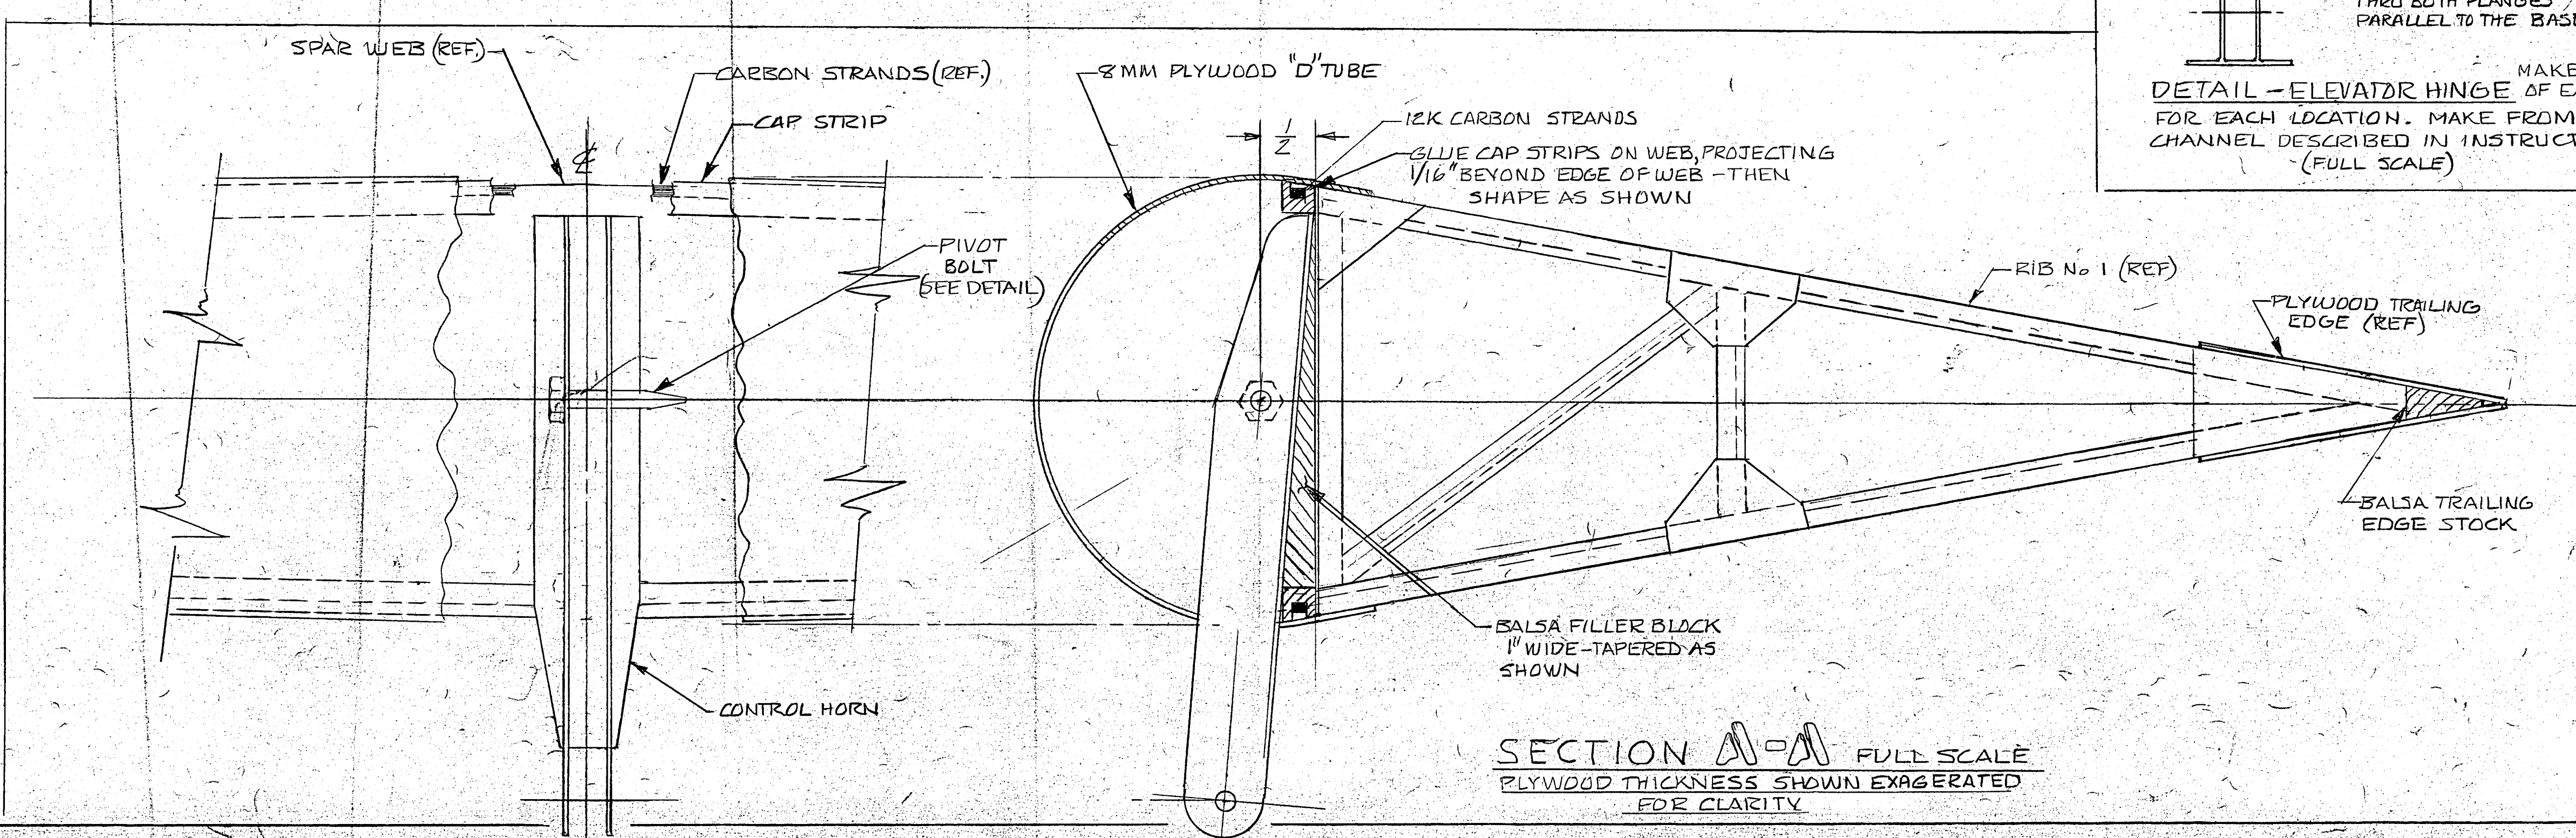 SPAR WEB (REF.)
CARBON STRANDS (REF.)
CAP STRIP
℄
PIVOT
BOLT
(SEE DETAIL)
CONTROL HORN
8 MM PLYWOOD "D" TUBE
1/2
12K CARBON STRANDS
GLUE CAP STRIPS ON WEB, PROJECTING
1/16" BEYOND EDGE OF WEB - THEN
SHAPE AS SHOWN
RIB No 1 (REF)
PLYWOOD TRAILING
EDGE (REF)
BALSA TRAILING
EDGE STOCK
BALSA FILLER BLOCK
1" WIDE - TAPERED AS
SHOWN
SECTION A-A FULL SCALE
PLYWOOD THICKNESS SHOWN EXAGERATED
FOR CLARITY
THRU BOTH FLANGES
PARALLEL TO THE BASE
MAKE
DETAIL - ELEVATOR HINGE OF
FOR EACH LOCATION. MAKE FROM
CHANNEL DESCRIBED IN INSTRUCT
(FULL SCALE)